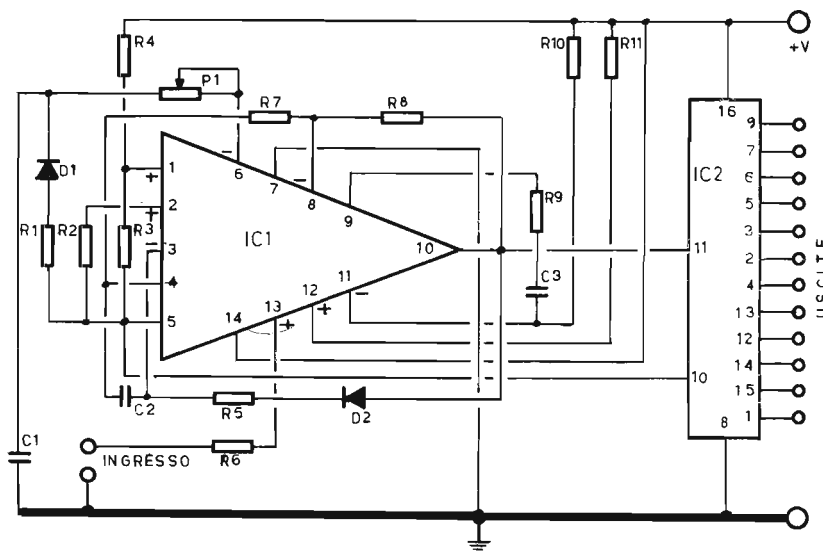 R4
P1
R10
R11
+V
R7
R8
16
9
7
6
5
3
2
4
13
12
14
15
1
IC2
D1
-
6
7
-
8
9
R9
1
+
2
+
R1
R2
R3
3
-
IC1
10
11
C3
4
5
14
13
+
12
+
11
-
10
C2
R5
D2
8
C1
INGRESSO
R6
USCITE